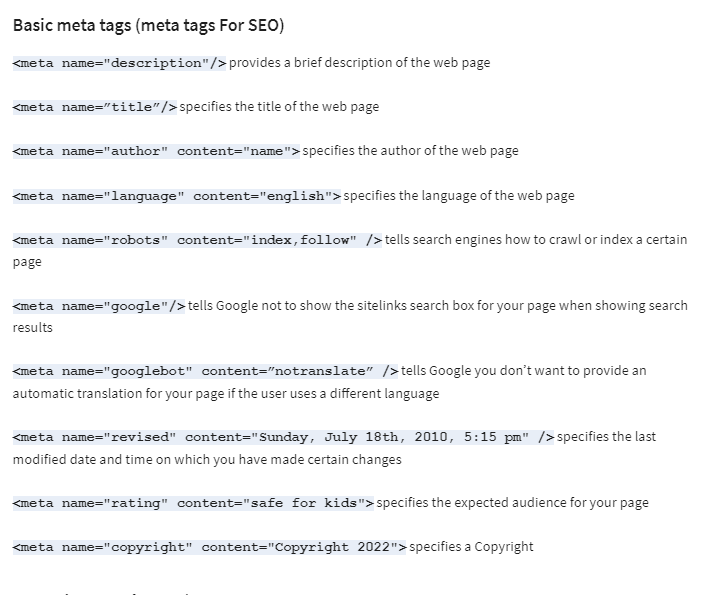 Basic meta tags (meta tags For SEO)
<meta name="description"/> provides a brief description of the web page
<meta name=”title”/> specifies the title of the web page
<meta name="author" content="name"> specifies the author of the web page
<meta name="language" content="english"> specifies the language of the web page
<meta name="robots" content="index,follow" /> tells search engines how to crawl or index a certain
page
<meta name="google"/> tells Google not to show the sitelinks search box for your page when showing search
results
<meta name="googlebot" content=”notranslate” /> tells Google you don’t want to provide an
automatic translation for your page if the user uses a different language
<meta name="revised" content="Sunday, July 18th, 2010, 5:15 pm" /> specifies the last
modified date and time on which you have made certain changes
<meta name="rating" content="safe for kids"> specifies the expected audience for your page
<meta name="copyright" content="Copyright 2022"> specifies a Copyright